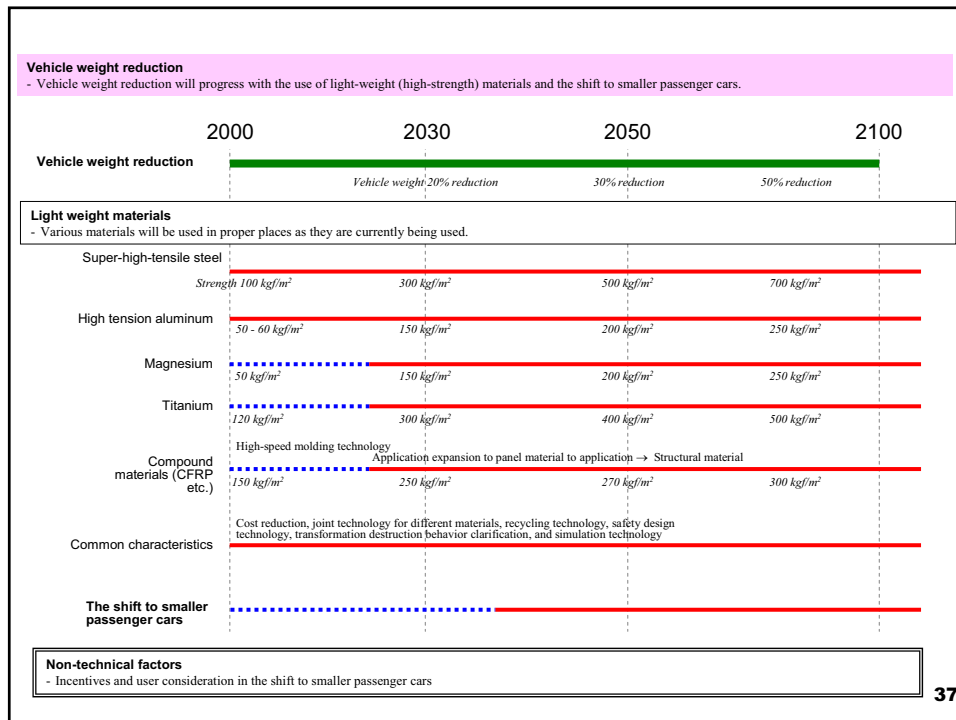 Vehicle weight reduction
- Vehicle weight reduction will progress with the use of light-weight (high-strength) materials and the shift to smaller passenger cars.
2000 2030 2050 2100
Vehicle weight reduction
Vehicle weight 20% reduction 30% reduction 50% reduction
Light weight materials
- Various materials will be used in proper places as they are currently being used.
Super-high-tensile steel
Strength 100 kgf/m² 300 kgf/m² 500 kgf/m² 700 kgf/m²
High tension aluminum
50 - 60 kgf/m² 150 kgf/m² 200 kgf/m² 250 kgf/m²
Magnesium
50 kgf/m² 150 kgf/m² 200 kgf/m² 250 kgf/m²
Titanium
120 kgf/m² 300 kgf/m² 400 kgf/m² 500 kgf/m²
High-speed molding technology
Application expansion to panel material to application → Structural material
Compound
materials (CFRP
etc.)
150 kgf/m² 250 kgf/m² 270 kgf/m² 300 kgf/m²
Cost reduction, joint technology for different materials, recycling technology, safety design
technology, transformation destruction behavior clarification, and simulation technology
Common characteristics
The shift to smaller
passenger cars
Non-technical factors
- Incentives and user consideration in the shift to smaller passenger cars
37